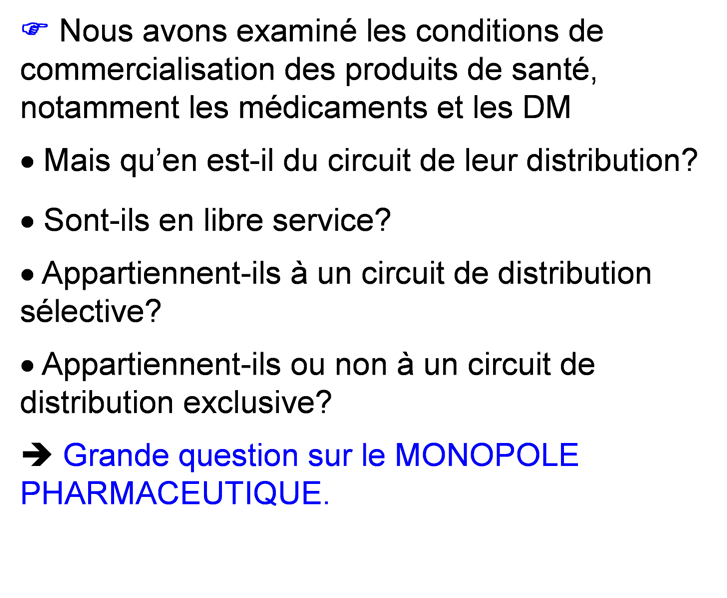 ☞ Nous avons examiné les conditions de
commercialisation des produits de santé,
notamment les médicaments et les DM
• Mais qu’en est-il du circuit de leur distribution?
• Sont-ils en libre service?
• Appartiennent-ils à un circuit de distribution
sélective?
• Appartiennent-ils ou non à un circuit de
distribution exclusive?
➔ Grande question sur le MONOPOLE
PHARMACEUTIQUE.